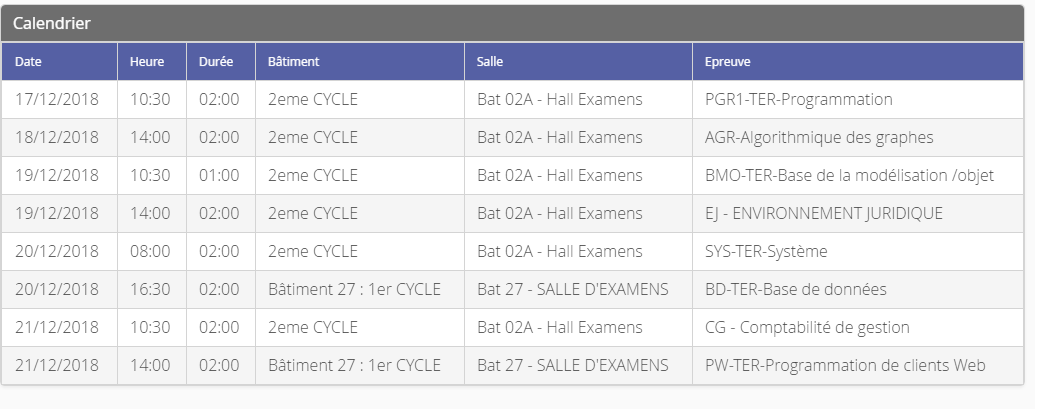 Calendrier
Date Heure Durée Bâtiment Salle Epreuve
17/12/2018 10:30 02:00 2eme CYCLE Bat 02A - Hall Examens PGR1-TER-Programmation
18/12/2018 14:00 02:00 2eme CYCLE Bat 02A - Hall Examens AGR-Algorithmique des graphes
19/12/2018 10:30 01:00 2eme CYCLE Bat 02A - Hall Examens BMO-TER-Base de la modélisation /objet
19/12/2018 14:00 02:00 2eme CYCLE Bat 02A - Hall Examens EJ - ENVIRONNEMENT JURIDIQUE
20/12/2018 08:00 02:00 2eme CYCLE Bat 02A - Hall Examens SYS-TER-Système
20/12/2018 16:30 02:00 Bâtiment 27 : 1er CYCLE Bat 27 - SALLE D'EXAMENS BD-TER-Base de données
21/12/2018 10:30 02:00 2eme CYCLE Bat 02A - Hall Examens CG - Comptabilité de gestion
21/12/2018 14:00 02:00 Bâtiment 27 : 1er CYCLE Bat 27 - SALLE D'EXAMENS PW-TER-Programmation de clients Web